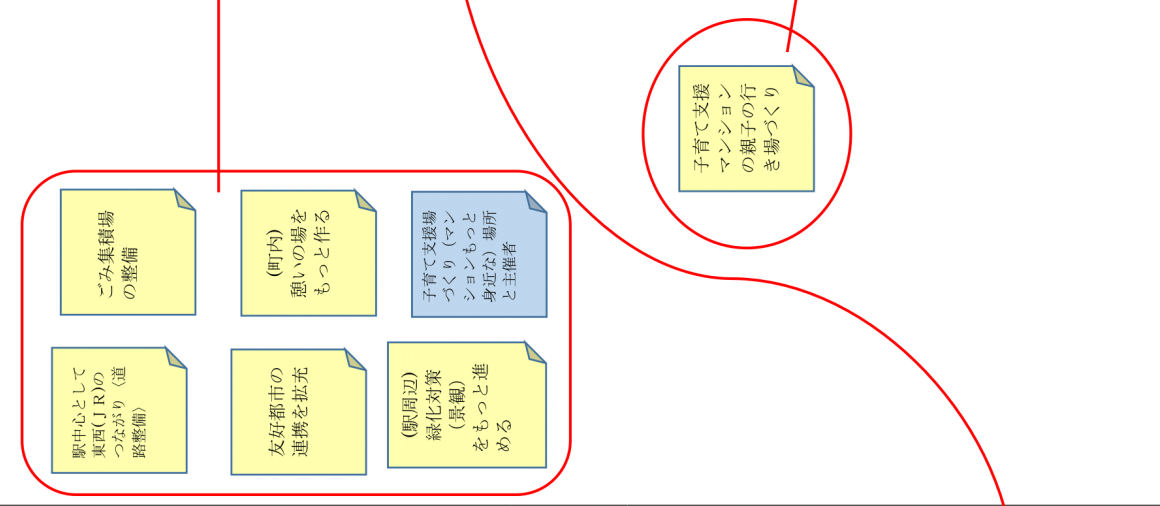 ごみ集積場
の整備
(町内)
憩いの場を
もっと作る
子育て支援場
づくり（マン
ションもっと
身近な）場所
と主催者
駅中心として
東西(ＪＲ)の
つながり〈道
路整備〉
友好都市の
連携を拡充
(駅周辺)
緑化対策
（景観）
をもっと進
める
子育て支援
マンション
の親子の行
き場づくり